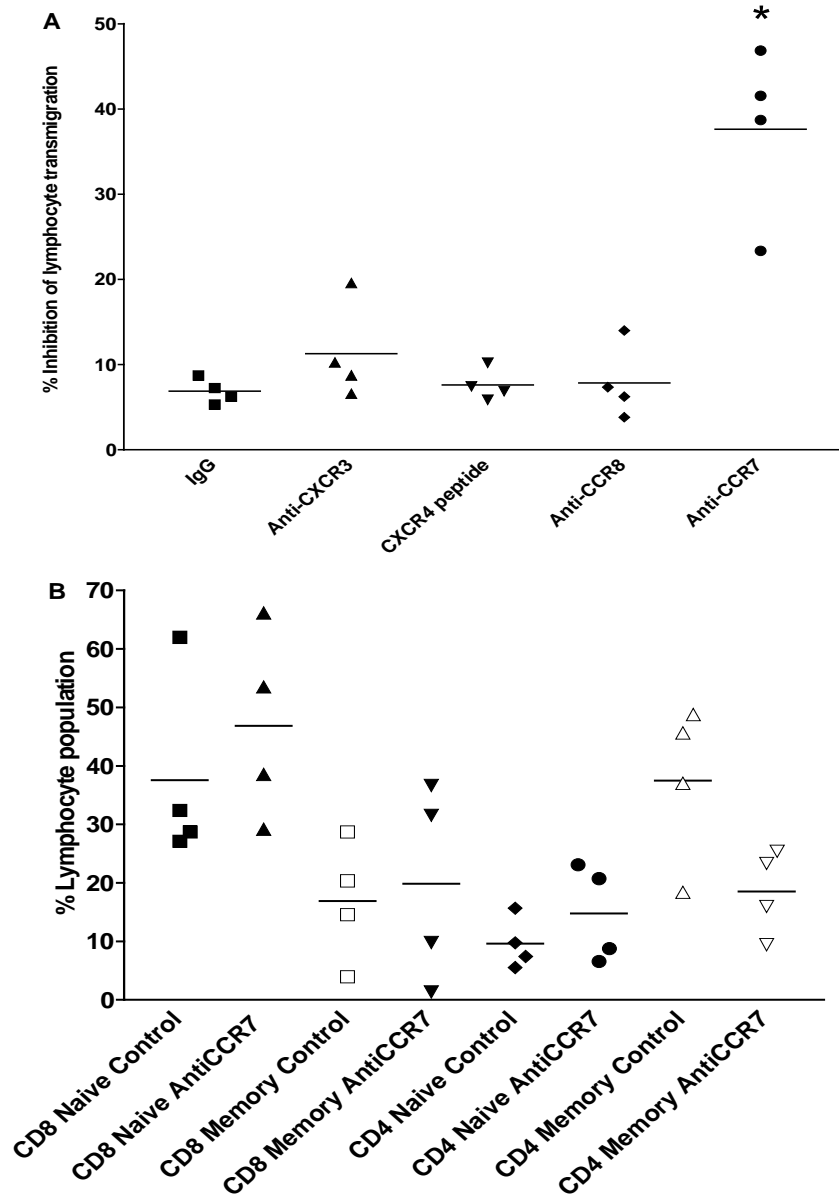 A
*
% Inhibition of lymphocyte transmigration
50
40
30
20
10
0
IgG
Anti-CXCR3
CXCR4 peptide
Anti-CCR8
Anti-CCR7
B
% Lymphocyte population
70
60
50
40
30
20
10
0
CD8 Naive Control
CD8 Naive AntiCCR7
CD8 Memory Control
CD8 Memory AntiCCR7
CD4 Naive Control
CD4 Naive AntiCCR7
CD4 Memory Control
CD4 Memory AntiCCR7